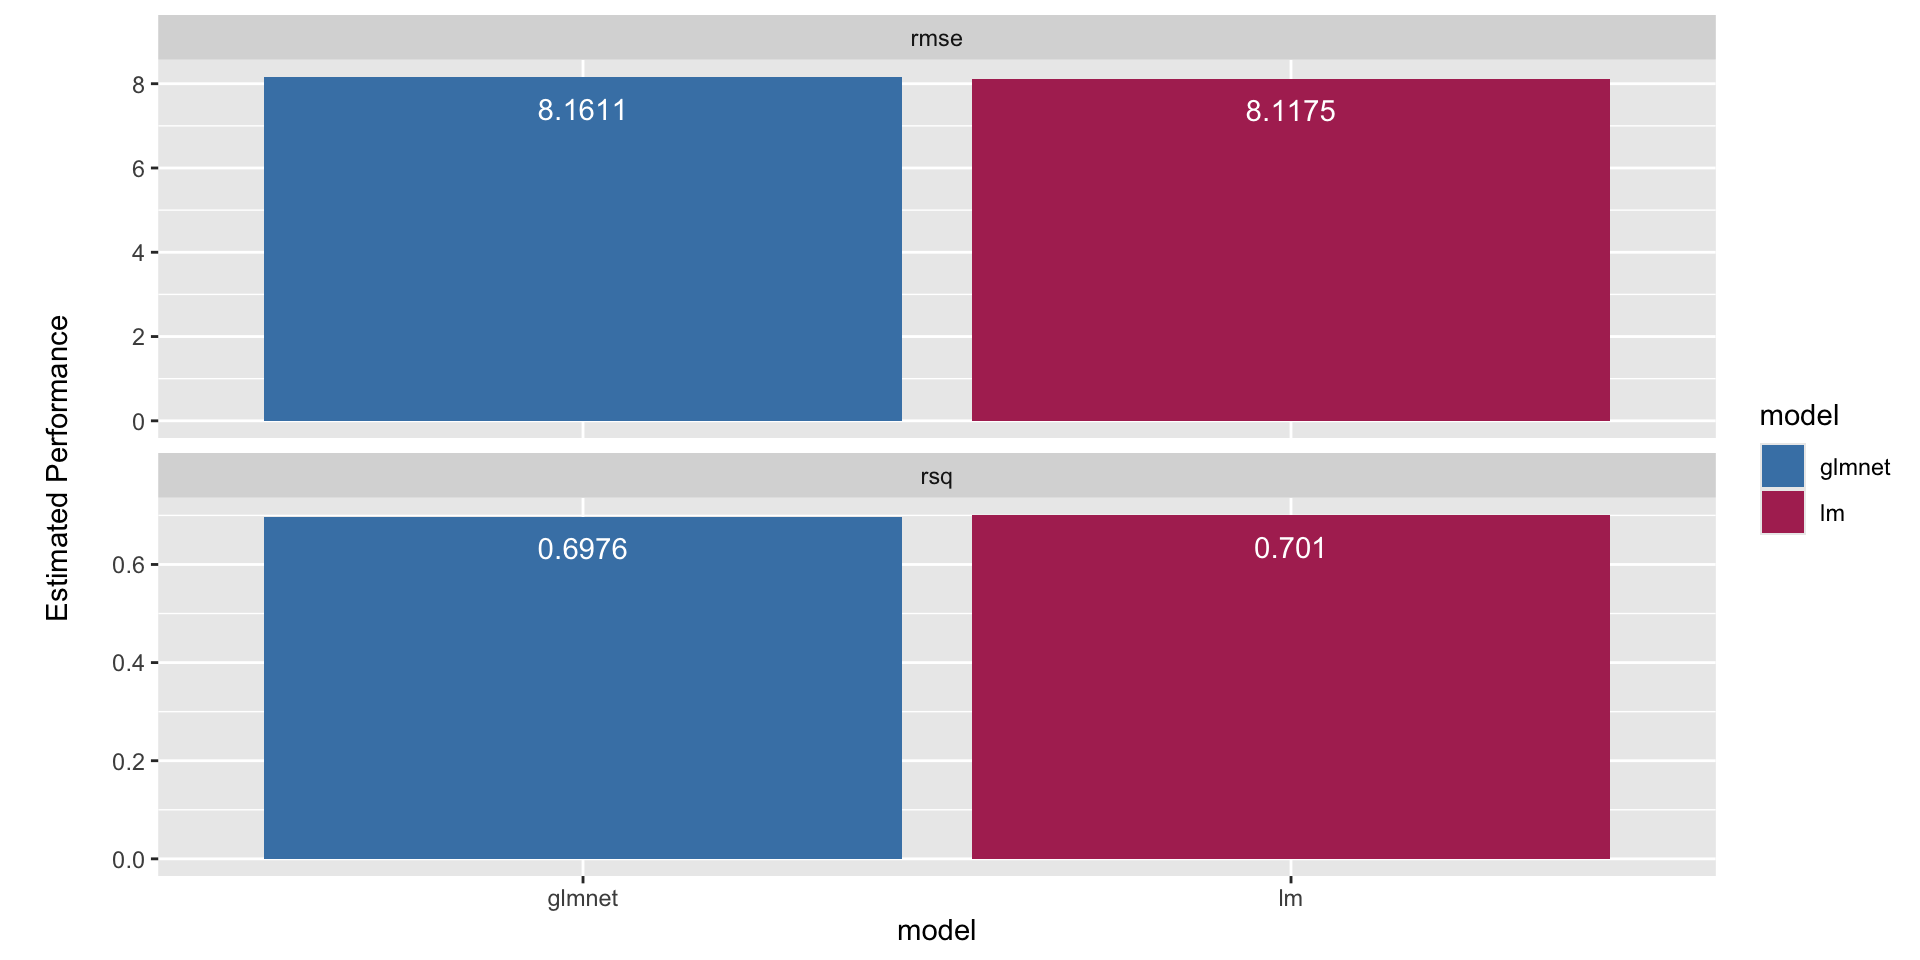 rmse
8
6
4
2
0
8.1611
8.1175
Estimated Performance
rsq
0.6
0.4
0.2
0.0
0.6976
0.701
glmnet
lm
model
model
glmnet
lm